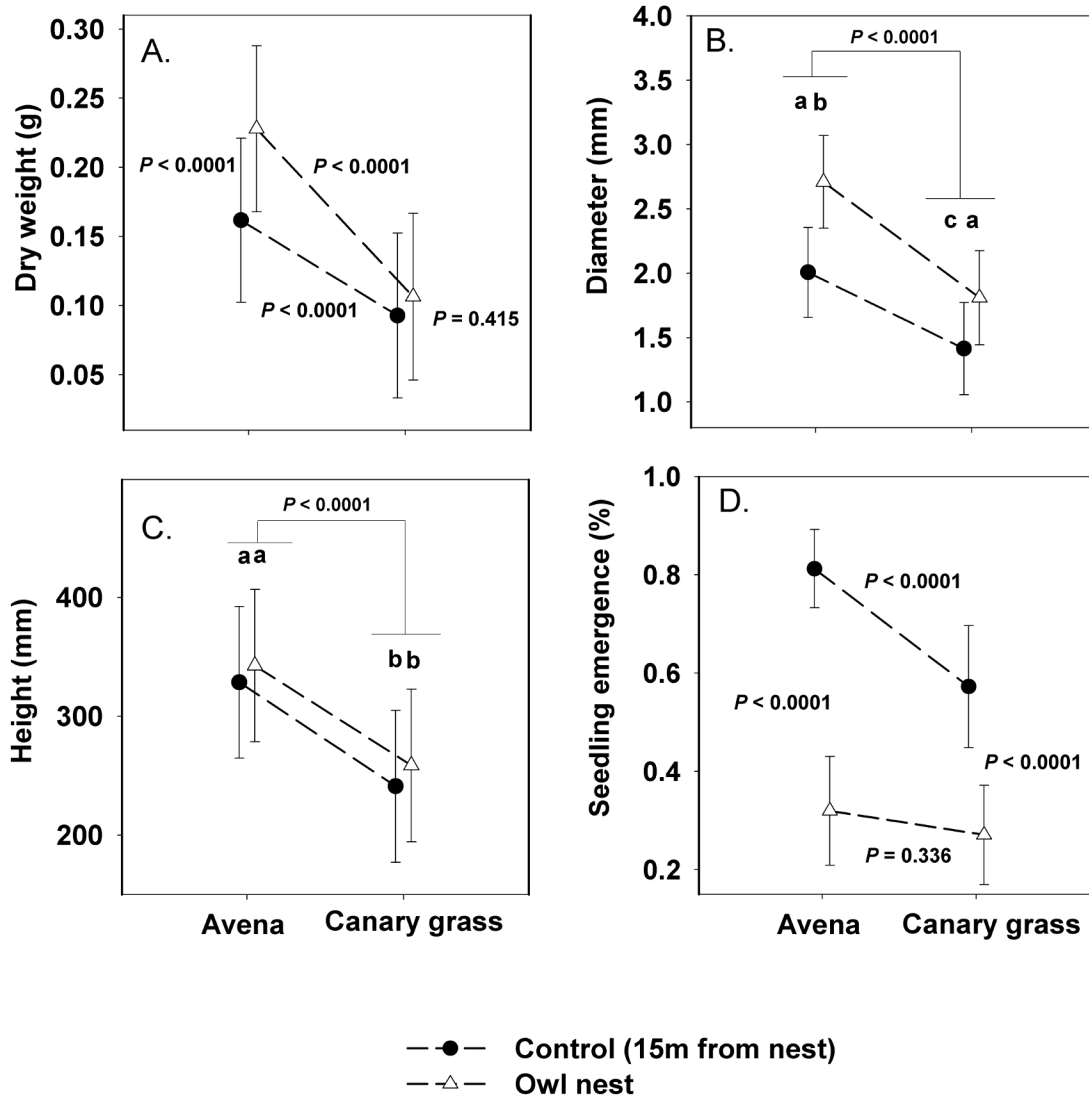 A.
Dry weight (g)
0.30
0.25
0.20
0.15
0.10
0.05
P < 0.0001
P < 0.0001
P < 0.0001
P = 0.415
B.
Diameter (mm)
4.0
3.5
3.0
2.5
2.0
1.5
1.0
P < 0.0001
a b
c a
C.
Height (mm)
400
300
200
P < 0.0001
a a
b b
Avena
Canary grass
D.
Seedling emergence (%)
1.0
0.8
0.6
0.4
0.2
P < 0.0001
P < 0.0001
P < 0.0001
P = 0.336
Avena
Canary grass
Control (15m from nest)
Owl nest